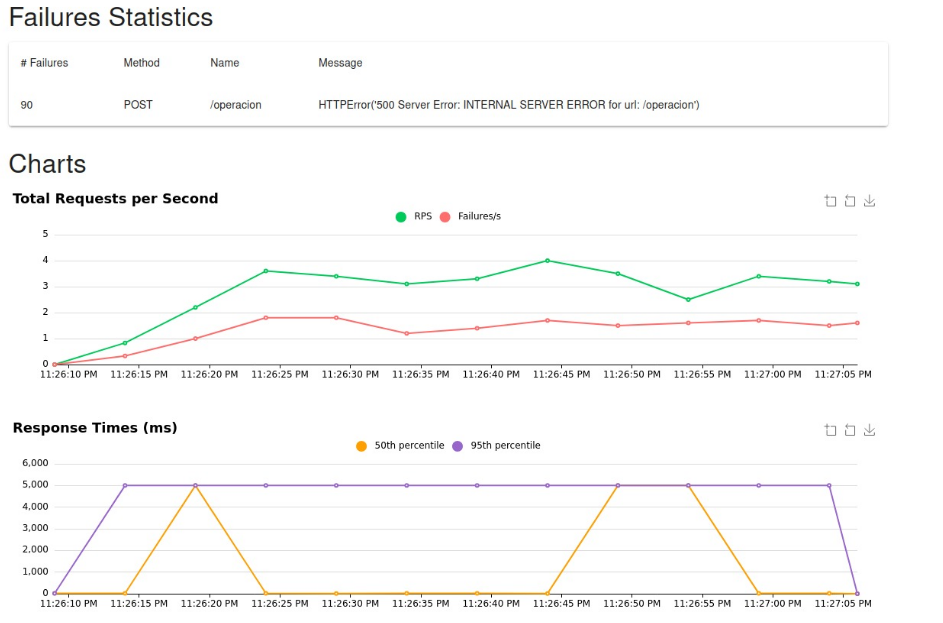 Failures Statistics
# Failures Method Name Message
90 POST /operacion HTTPError('500 Server Error: INTERNAL SERVER ERROR for url: /operacion')
Charts
Total Requests per Second
RPS Failures/s
5
4
3
2
1
0
11:26:10 PM 11:26:15 PM 11:26:20 PM 11:26:25 PM 11:26:30 PM 11:26:35 PM 11:26:40 PM 11:26:45 PM 11:26:50 PM 11:26:55 PM 11:27:00 PM 11:27:05 PM
Response Times (ms)
50th percentile 95th percentile
6,000
5,000
4,000
3,000
2,000
1,000
0
11:26:10 PM 11:26:15 PM 11:26:20 PM 11:26:25 PM 11:26:30 PM 11:26:35 PM 11:26:40 PM 11:26:45 PM 11:26:50 PM 11:26:55 PM 11:27:00 PM 11:27:05 PM